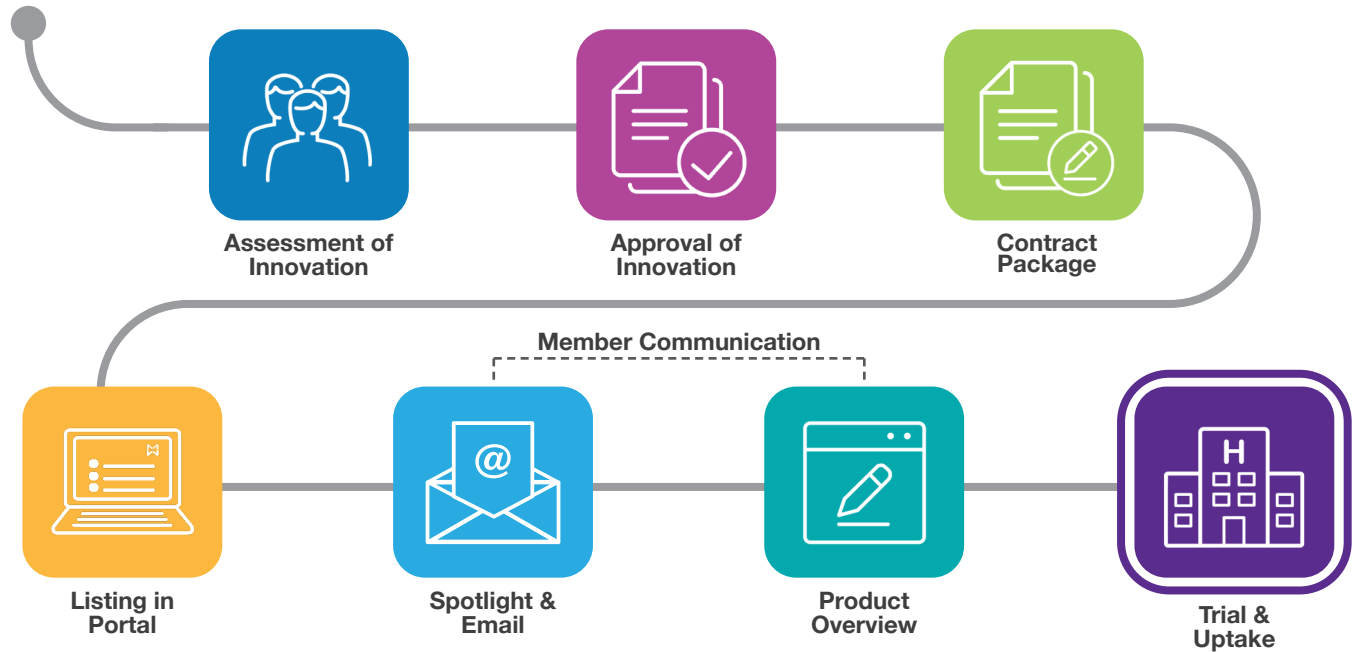 Assessment of
Innovation
Approval of
Innovation
Contract
Package
Member Communication
@
H
Listing in
Portal
Spotlight &
Email
Product
Overview
Trial &
Uptake